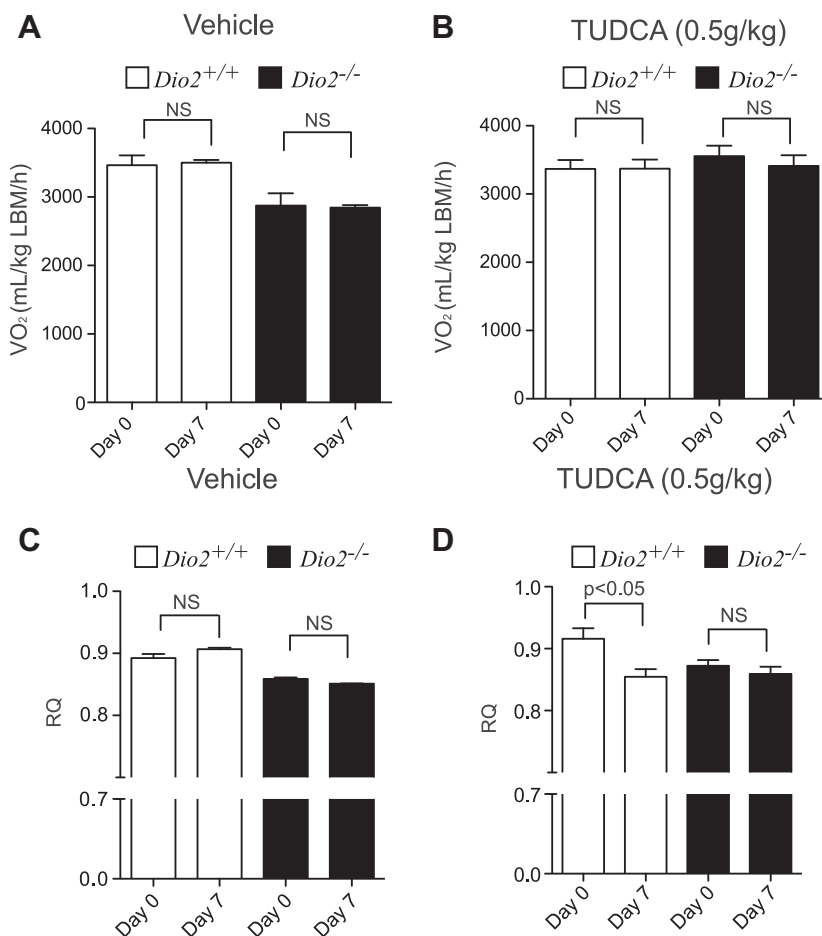 A
Vehicle
Dio2+/+ Dio2-/-
NS
NS
4000
3000
2000
1000
0
VO2 (mL/kg LBM/h)
Day 0
Day 7
Day 0
Day 7
B
TUDCA (0.5g/kg)
Dio2+/+ Dio2-/-
NS
NS
4000
3000
2000
1000
0
VO2 (mL/kg LBM/h)
Day 0
Day 7
Day 0
Day 7
C
Vehicle
Dio2+/+ Dio2-/-
NS
NS
1.0
0.9
0.8
0.7
0.0
RQ
Day 0
Day 7
Day 0
Day 7
D
TUDCA (0.5g/kg)
Dio2+/+ Dio2-/-
p<0.05
NS
1.0
0.9
0.8
0.7
0.0
RQ
Day 0
Day 7
Day 0
Day 7